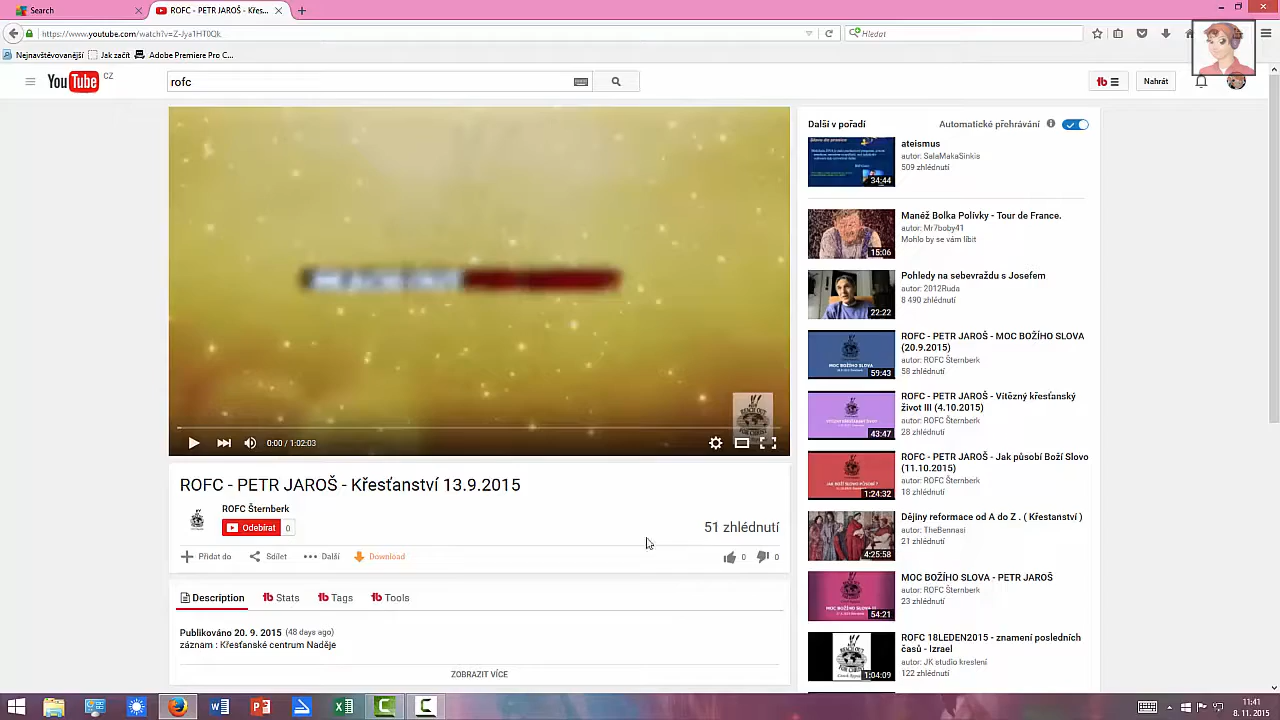 Search
ROFC - PETR JAROŠ - Křes...
https://www.youtube.com/watch?v=Z-Jya1HT0Qk
Hledat
Nejnavštěvovanější
Jak začít
Adobe Premiere Pro C...
YouTube CZ
rofc
tb
Nahrát
0:00 / 1:02:03
ROFC - PETR JAROŠ - Křesťanství 13.9.2015
ROFC Šternberk
Odebírat 0
51 zhlédnutí
Přidat do
Sdílet
Další
Download
0
0
Description
tb Stats
tb Tags
tb Tools
Publikováno 20. 9. 2015 (48 days ago)
záznam : Křesťanské centrum Naděje
ZOBRAZIT VÍCE
Další v pořadí
Automatické přehrávání
ateismus
autor: SalaMakaSinkis
509 zhlédnutí
34:44
Manéž Bolka Polívky - Tour de France.
autor: Mr7boby41
Mohlo by se vám líbit
15:06
Pohledy na sebevraždu s Josefem
autor: 2012Ruda
8 490 zhlédnutí
22:22
ROFC - PETR JAROŠ - MOC BOŽÍHO SLOVA
(20.9.2015)
autor: ROFC Šternberk
58 zhlédnutí
MOC BOŽÍHO SLOVA
59:43
ROFC - PETR JAROŠ - Vítězný křesťanský
život III (4.10.2015)
autor: ROFC Šternberk
28 zhlédnutí
43:47
ROFC - PETR JAROŠ - Jak působí Boží Slovo
(11.10.2015)
autor: ROFC Šternberk
18 zhlédnutí
1:24:32
Dějiny reformace od A do Z . ( Křestanství )
autor: TheBennasi
21 zhlédnutí
4:25:58
MOC BOŽÍHO SLOVA - PETR JAROŠ
autor: ROFC Šternberk
23 zhlédnutí
54:21
ROFC 18LEDEN2015 - znamení posledních
časů - Izrael
autor: JK studio kreslení
122 zhlédnutí
1:04:09
11:41
8. 11. 2015